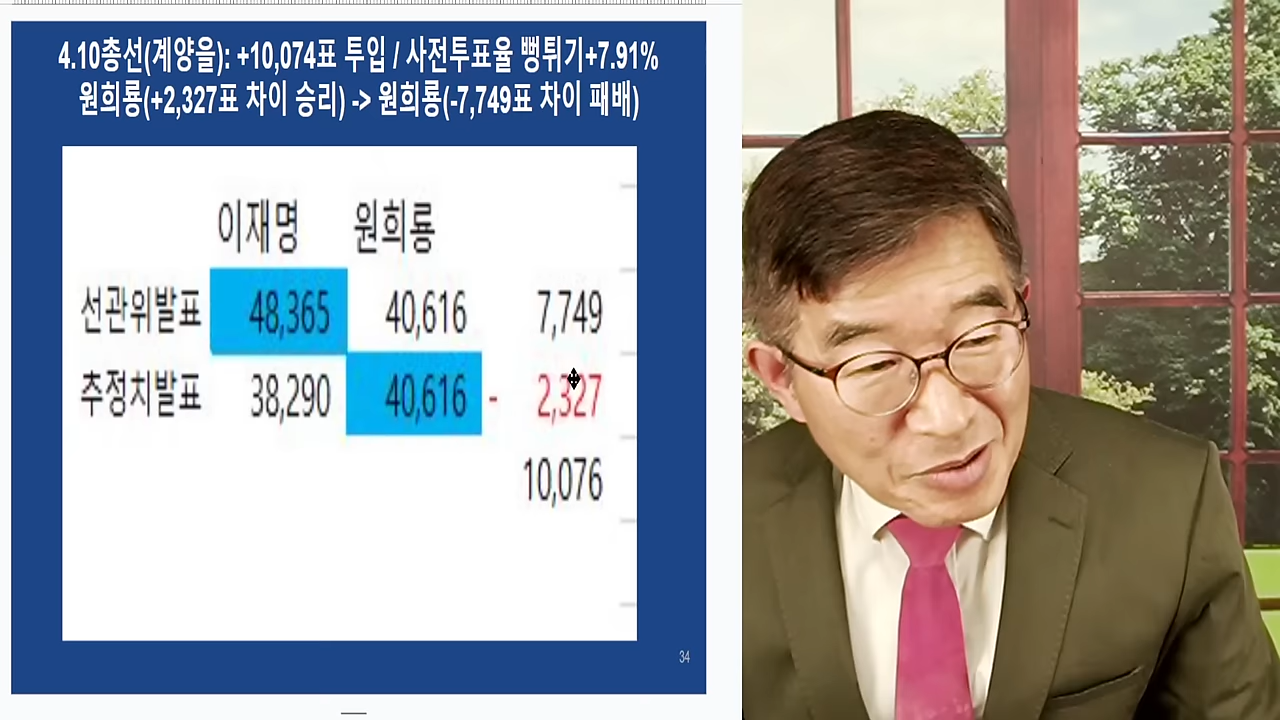 4.10총선(계양을): +10,074표 투입 / 사전투표율 뻥튀기+7.91%
원희룡(+2,327표 차이 승리) -> 원희룡(-7,749표 차이 패배)
이재명 원희룡
선관위발표 48,365 40,616 7,749
추정치발표 38,290 40,616 - 2,327
10,076
34